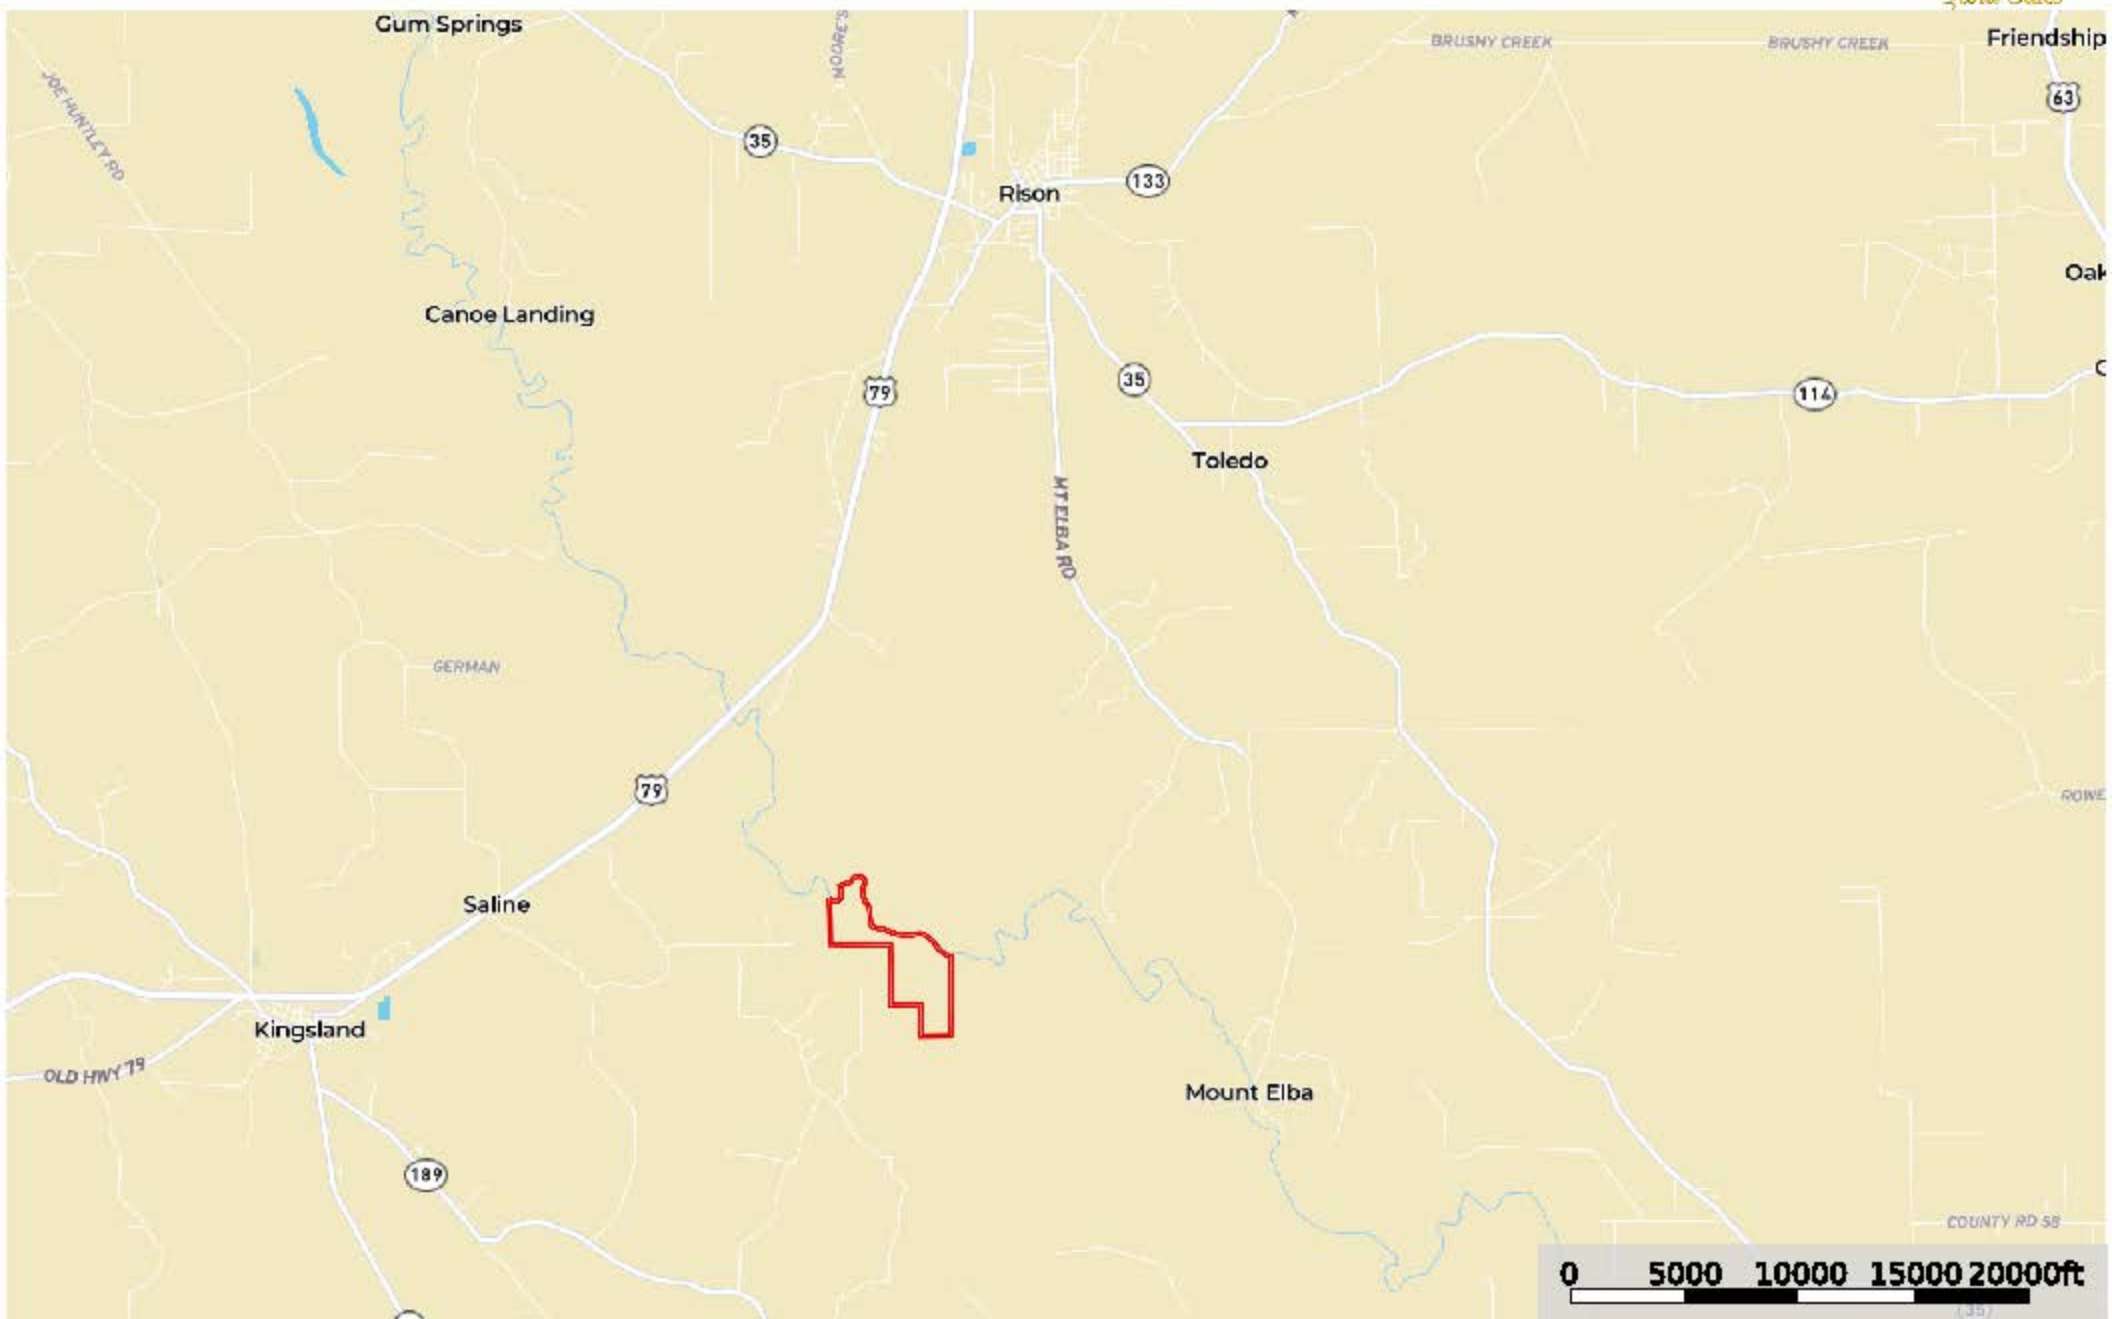 Gum Springs
MOORE'S
BRUSHY CREEK
BRUSHY CREEK
Friendship
JOE HUNTLEY RD
63
35
133
Rison
Oak
Canoe Landing
C
79
35
114
Toledo
MT ELBA RD
GERMAN
79
ROWE
Saline
Kingsland
OLD HWY 79
Mount Elba
189
COUNTY RD 58
0 5000 10000 15000 20000ft
(35)